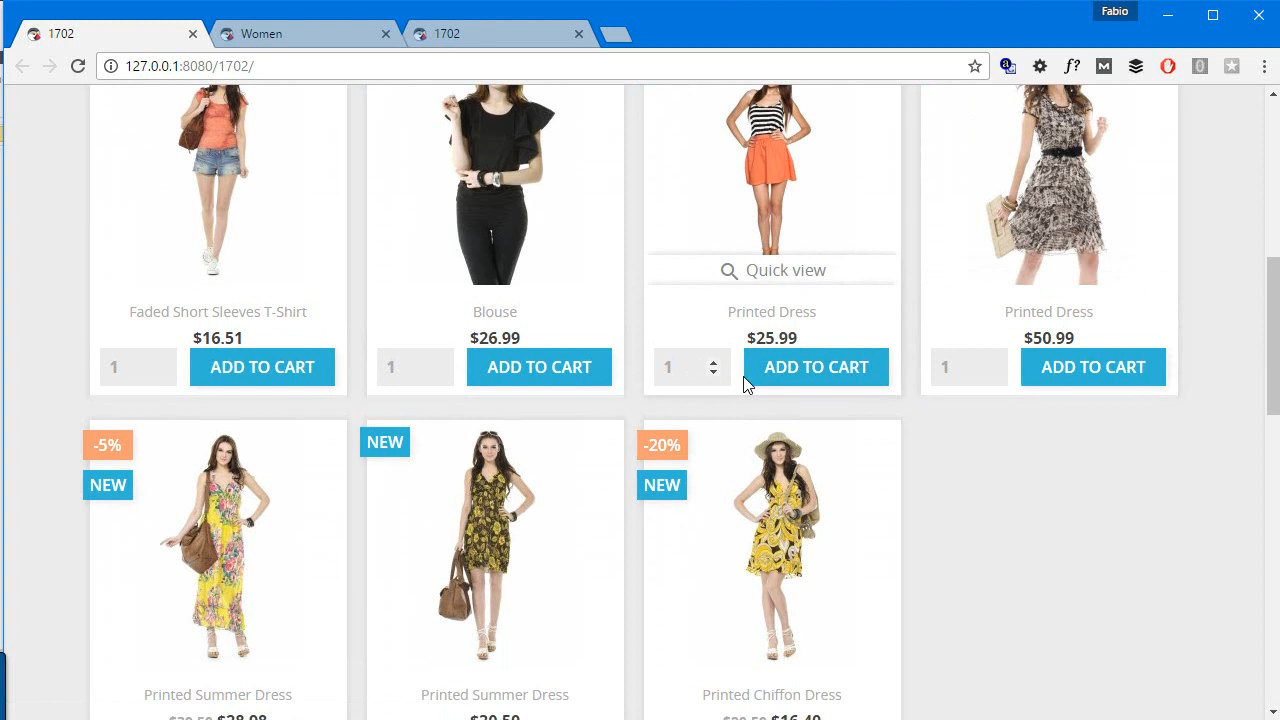 Fabio
1702
Women
1702
127.0.0.1:8080/1702/
Quick view
Faded Short Sleeves T-Shirt
Blouse
Printed Dress
Printed Dress
$16.51
$26.99
$25.99
$50.99
1 ADD TO CART
1 ADD TO CART
1 ADD TO CART
1 ADD TO CART
-5%
NEW
NEW
-20%
NEW
Printed Summer Dress
Printed Summer Dress
Printed Chiffon Dress